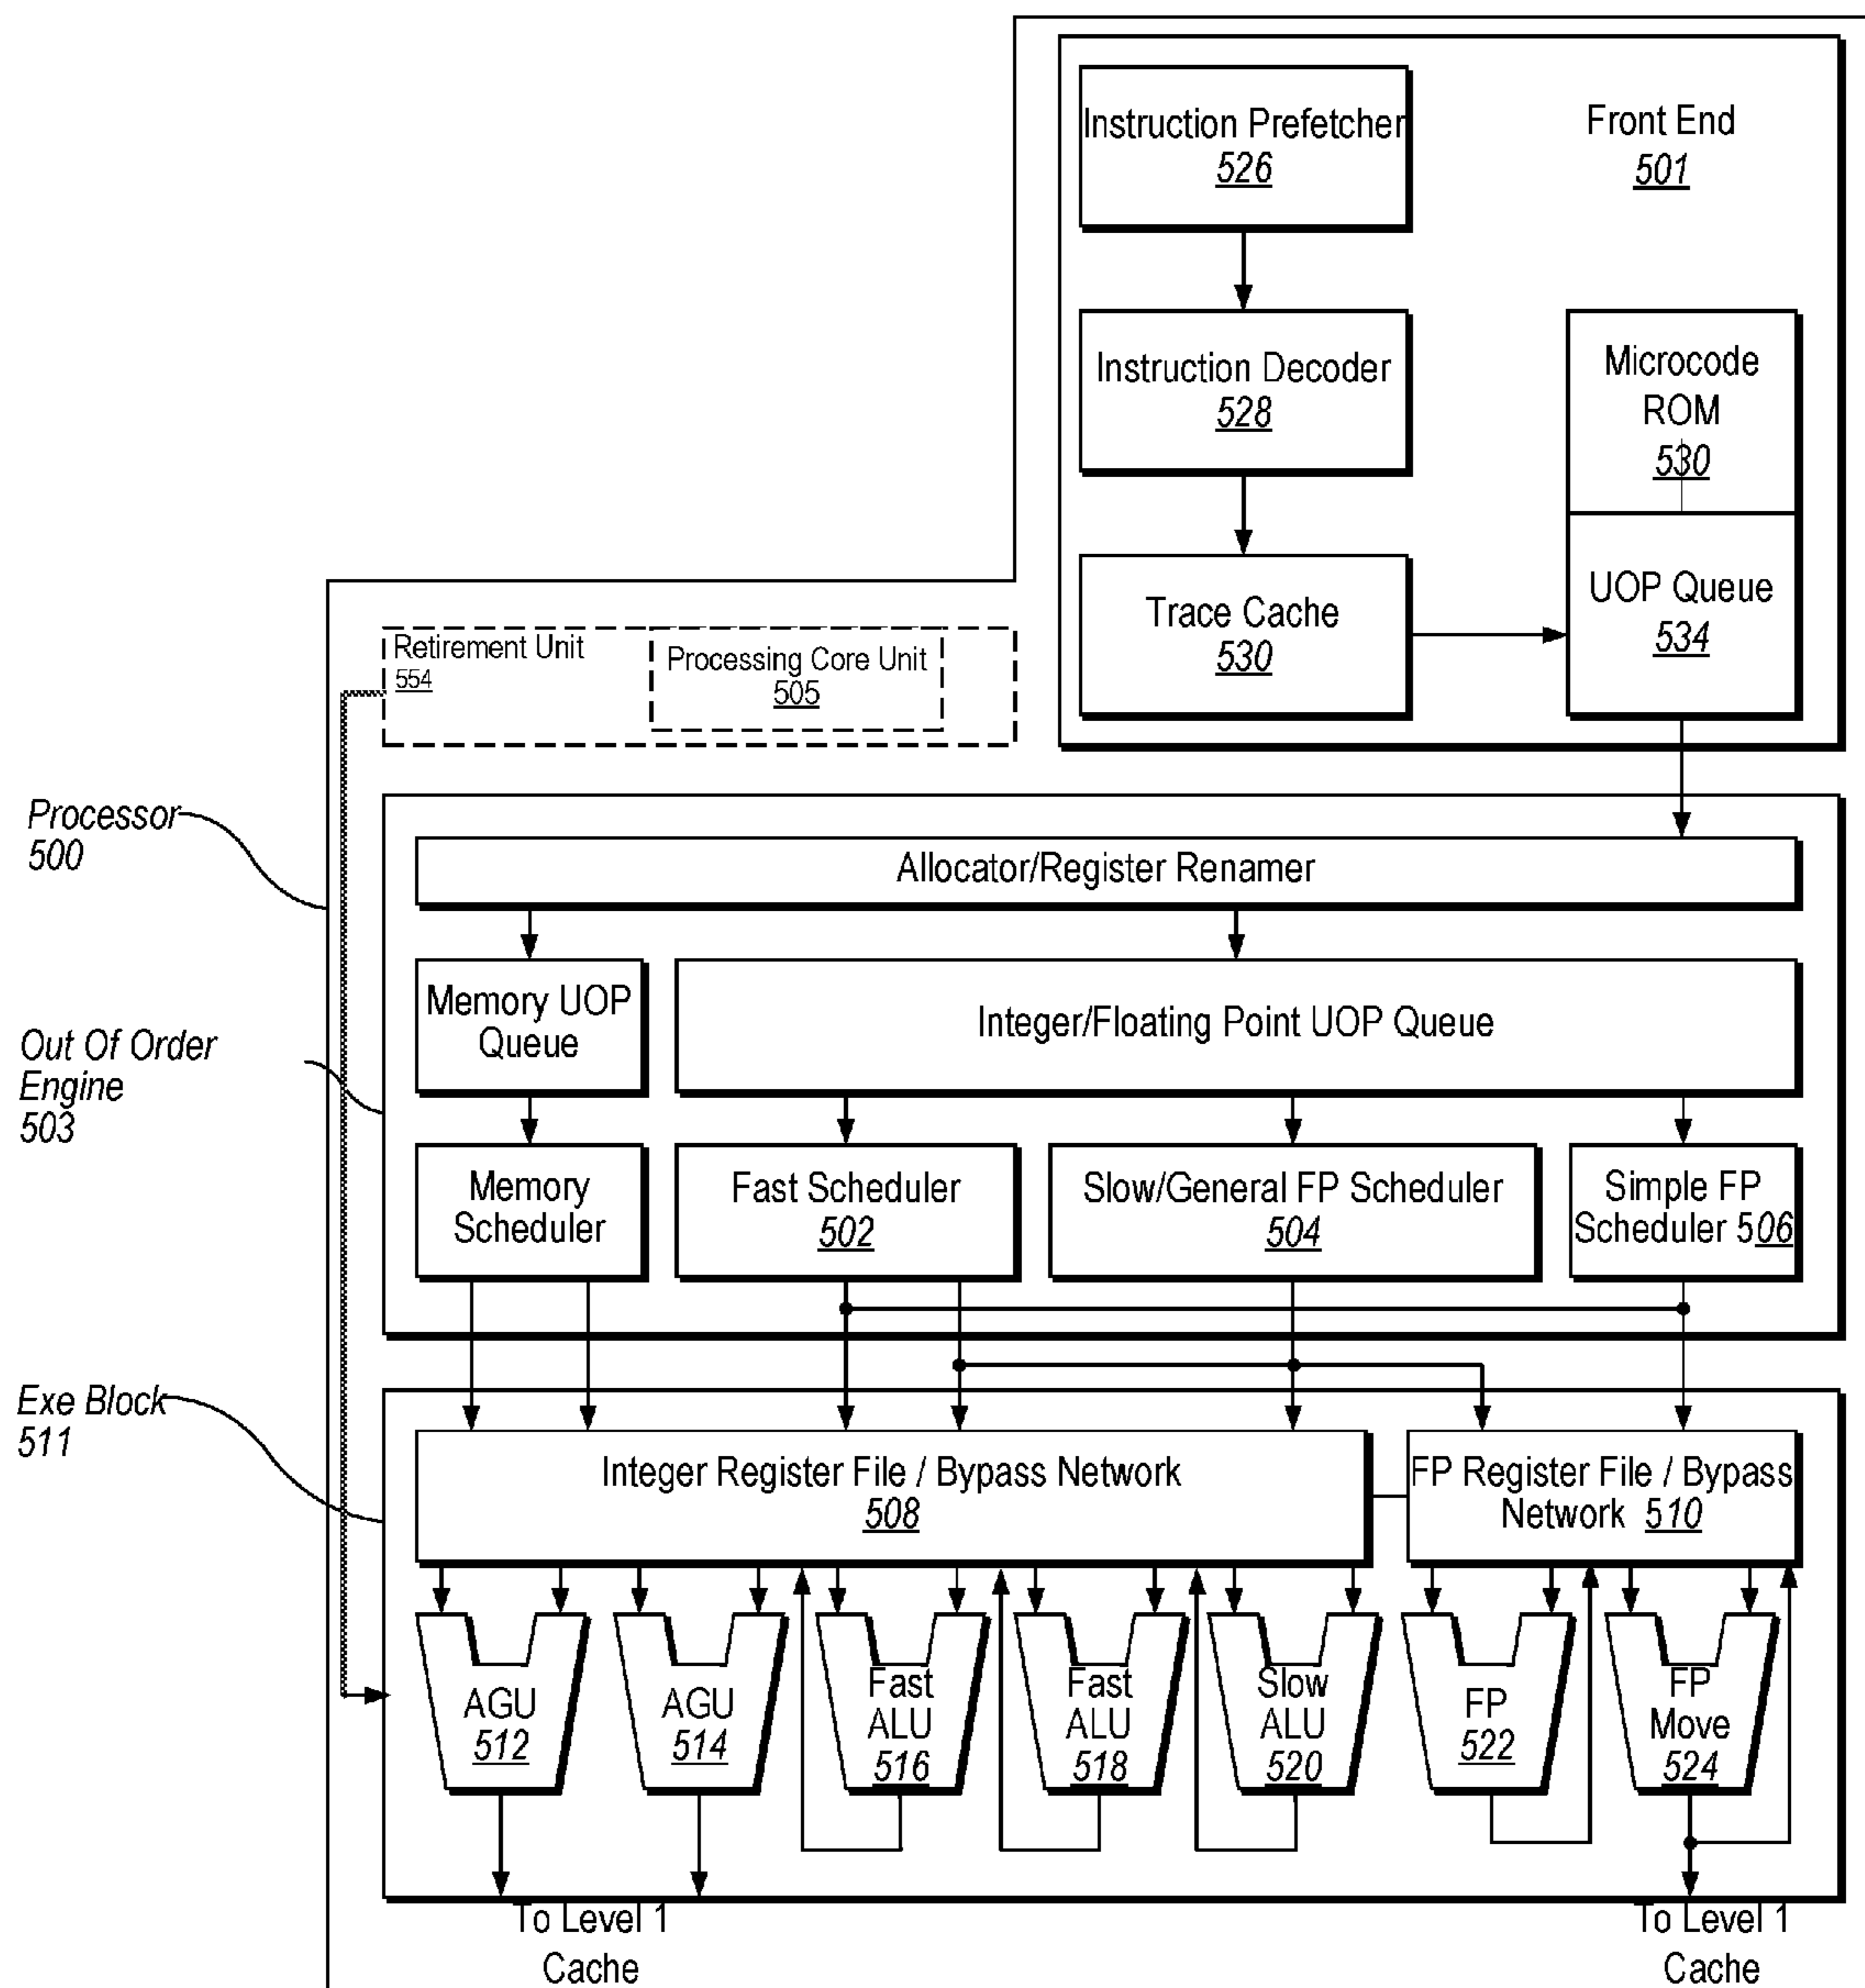 Instruction Prefetcher
526
Front End
501
Instruction Decoder
528
Microcode
ROM
530
Trace Cache
530
UOP Queue
534
Retirement Unit
554
Processing Core Unit
505
Processor
500
Allocator/Register Renamer
Memory UOP
Queue
Integer/Floating Point UOP Queue
Out Of Order
Engine
503
Memory
Scheduler
Fast Scheduler
502
Slow/General FP Scheduler
504
Simple FP
Scheduler 506
Exe Block
511
Integer Register File / Bypass Network
508
FP Register File / Bypass
Network 510
AGU
512
AGU
514
Fast
ALU
516
Fast
ALU
518
Slow
ALU
520
FP
522
FP
Move
524
To Level 1
Cache
To Level 1
Cache